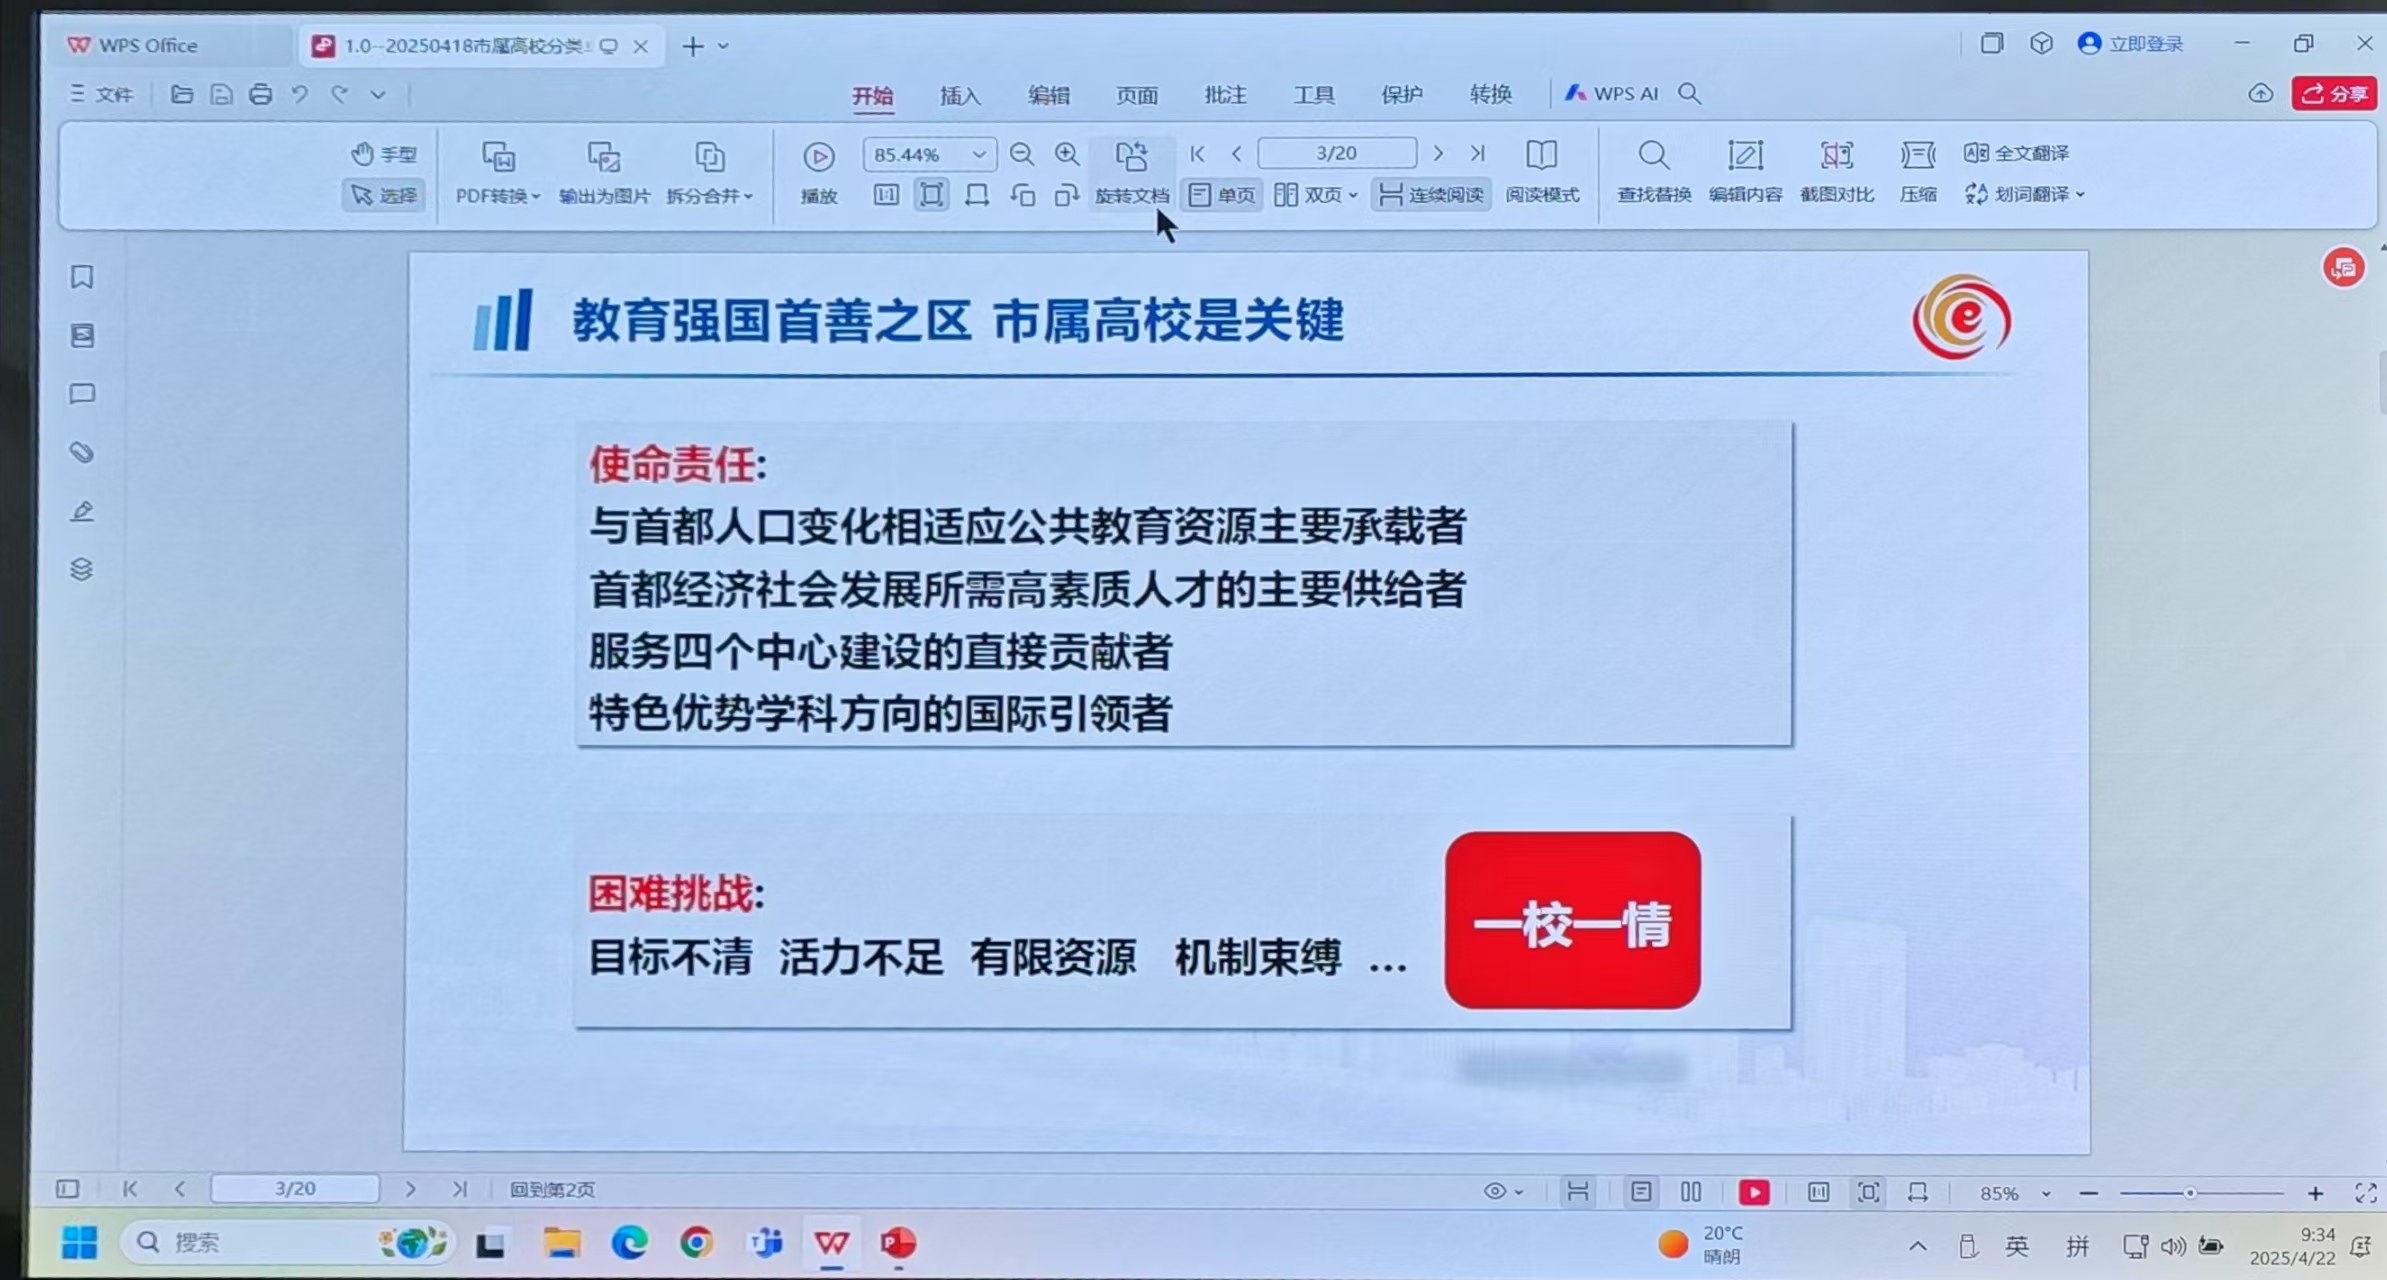 WPS Office
1.0--20250418市属高校分类
立即登录
文件
开始 插入 编辑 页面 批注 工具 保护 转换 WPS AI
分享
手型
选择
PDF转换
输出为图片
拆分合并
播放
85.44%
1:1
旋转文档
3/20
单页
双页
连续阅读
阅读模式
查找替换
编辑内容
截图对比
压缩
全文翻译
划词翻译
教育强国首善之区 市属高校是关键
e
使命责任:
与首都人口变化相适应公共教育资源主要承载者
首都经济社会发展所需高素质人才的主要供给者
服务四个中心建设的直接贡献者
特色优势学科方向的国际引领者
困难挑战:
目标不清 活力不足 有限资源 机制束缚 ...
一校一情
3/20
回到第2页
85%
搜索
20°C
晴朗
英
拼
9:34
2025/4/22